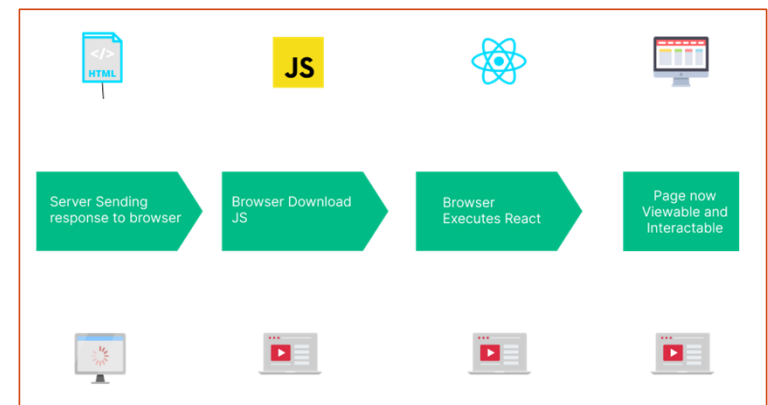 </>
HTML
JS
Server Sending
response to browser
Browser Download
JS
Browser
Executes React
Page now
Viewable and
Interactable